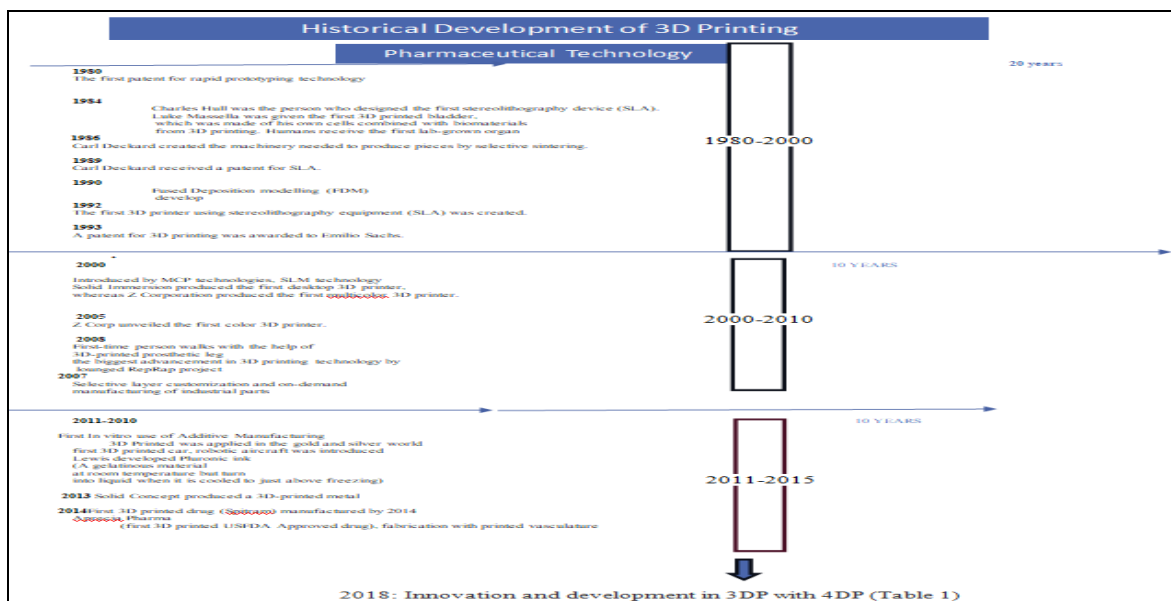 Historical Development of 3D Printing
Pharmaceutical Technology
20 years
1980
The first patent for rapid prototyping technology
1984
Charles Hull was the person who designed the first stereolithography device (SLA).
Luke Massella was given the first 3D printed bladder,
which was made of his own cells combined with biomaterials
from 3D printing. Humans receive the first lab-grown organ
1986
Carl Deckard created the machinery needed to produce pieces by selective sintering.
1980-2000
1989
Carl Deckard received a patent for SLA.
1990
Fused Deposition modelling (FDM)
develop
1992
The first 3D printer using stereolithography equipment (SLA) was created.
1993
A patent for 3D printing was awarded to Emilio Sachs.
2000
10 YEARS
Introduced by MCP technologies, SLM technology
Solid Immersion produced the first desktop 3D printer,
whereas Z Corporation produced the first multicolor 3D printer.
2005
2000-2010
Z Corp unveiled the first color 3D printer.
2008
First-time person walks with the help of
3D-printed prosthetic leg
the biggest advancement in 3D printing technology by
lounged RepRap project
2007
Selective layer customization and on-demand
manufacturing of industrial parts
2011-2010
10 YEARS
First In vitro use of Additive Manufacturing
3D Printed was applied in the gold and silver world
first 3D printed car, robotic aircraft was introduced
Lewis developed Pluronic ink
(A gelatinous material
at room temperature but turn
into liquid when it is cooled to just above freezing)
2011-2015
2013 Solid Concept produced a 3D-printed metal
2014 First 3D printed drug (Spitram) manufactured by 2014
Aprecia Pharma
(first 3D printed USFDA Approved drug), fabrication with printed vasculature
2018: Innovation and development in 3DP with 4DP (Table 1)